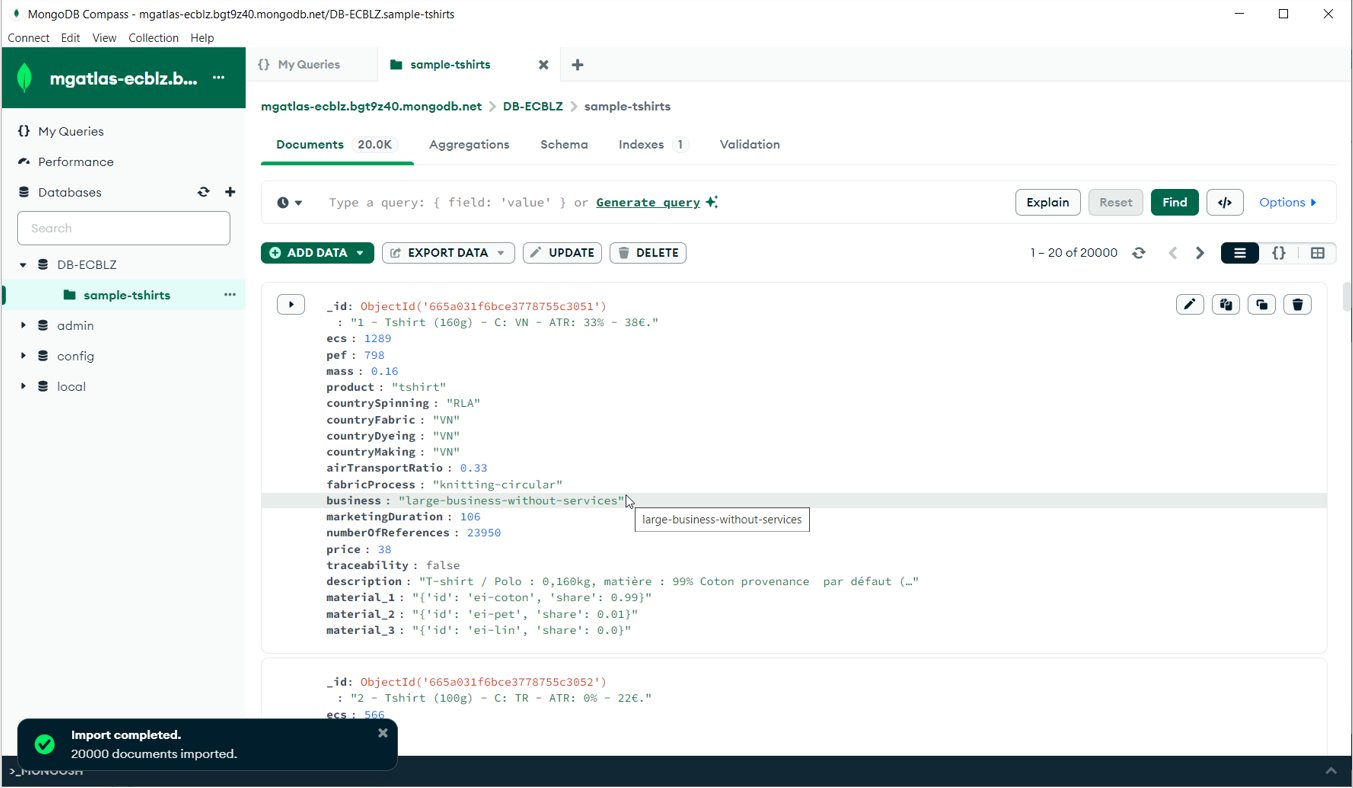 MongoDB Compass - mgatlas-ecblz.bgt9z40.mongodb.net/DB-ECBLZ.sample-tshirts
Connect Edit View Collection Help
mgatlas-ecblz.b...
{} My Queries
Performance
Databases
Search
DB-ECBLZ
sample-tshirts
admin
config
local
{} My Queries
sample-tshirts
mgatlas-ecblz.bgt9z40.mongodb.net > DB-ECBLZ > sample-tshirts
Documents 20.0K Aggregations Schema Indexes 1 Validation
Type a query: { field: 'value' } or Generate query
Explain Reset Find </> Options
ADD DATA EXPORT DATA UPDATE DELETE
1 – 20 of 20000
{}
_id: ObjectId('665a031f6bce3778755c3051')
: "1 - Tshirt (160g) - C: VN - ATR: 33% - 38€."
ecs : 1289
pef : 798
mass : 0.16
product : "tshirt"
countrySpinning : "RLA"
countryFabric : "VN"
countryDyeing : "VN"
countryMaking : "VN"
airTransportRatio : 0.33
fabricProcess : "knitting-circular"
business : "large-business-without-services"
large-business-without-services
marketingDuration : 106
numberOfReferences : 23950
price : 38
traceability : false
description : "T-shirt / Polo : 0,160kg, matière : 99% Coton provenance  par défaut (…"
material_1 : "{'id': 'ei-coton', 'share': 0.99}"
material_2 : "{'id': 'ei-pet', 'share': 0.01}"
material_3 : "{'id': 'ei-lin', 'share': 0.0}"
_id: ObjectId('665a031f6bce3778755c3052')
: "2 - Tshirt (100g) - C: TR - ATR: 0% - 22€."
ecs : 566
Import completed.
20000 documents imported.
>_MONGOSH